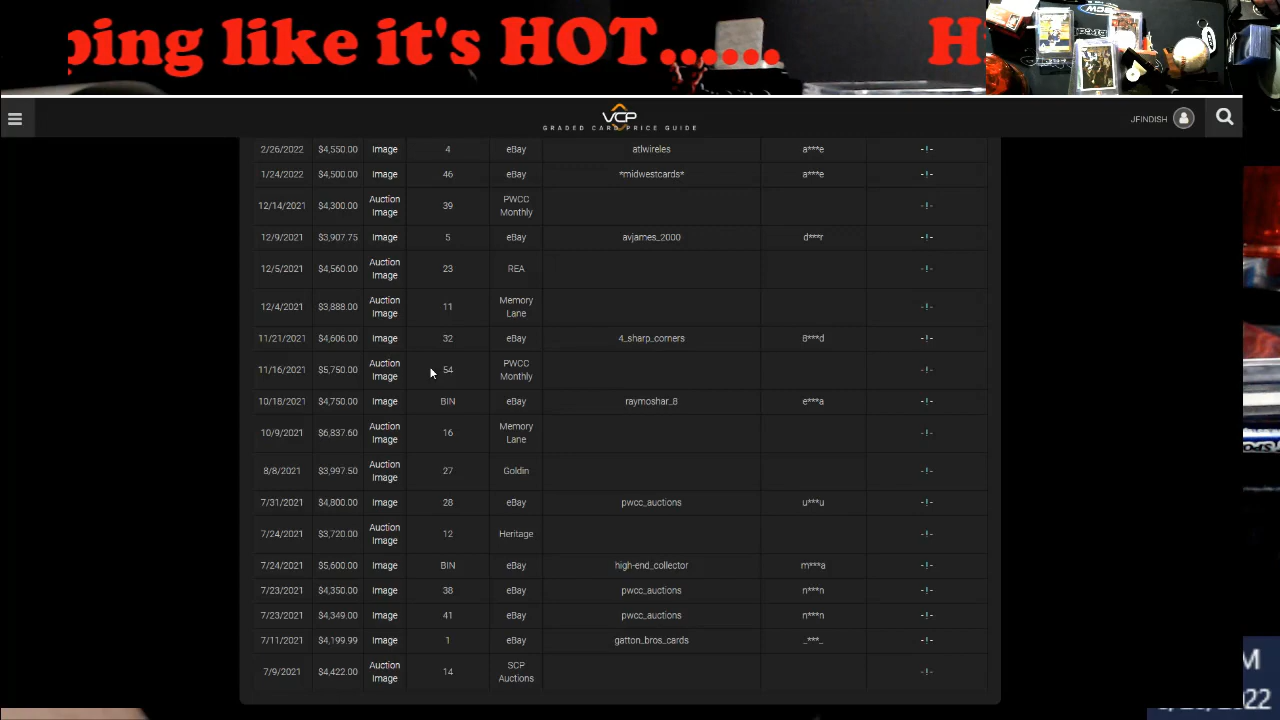 ping like it's HOT...... H
VCP
GRADED CARD PRICE GUIDE
JFINDISH
2/26/2022 $4,550.00 Image 4 eBay atlwireles a***e -!-
1/24/2022 $4,500.00 Image 46 eBay *midwestcards* a***e -!-
12/14/2021 $4,300.00 Auction Image 39 PWCC Monthly -!-
12/9/2021 $3,907.75 Image 5 eBay avjames_2000 d***r -!-
12/5/2021 $4,560.00 Auction Image 23 REA -!-
12/4/2021 $3,888.00 Auction Image 11 Memory Lane -!-
11/21/2021 $4,606.00 Image 32 eBay 4_sharp_corners 8***d -!-
11/16/2021 $5,750.00 Auction Image 54 PWCC Monthly -!-
10/18/2021 $4,750.00 Image BIN eBay raymoshar_8 e***a -!-
10/9/2021 $6,837.60 Auction Image 16 Memory Lane -!-
8/8/2021 $3,997.50 Auction Image 27 Goldin -!-
7/31/2021 $4,800.00 Image 28 eBay pwcc_auctions u***u -!-
7/24/2021 $3,720.00 Auction Image 12 Heritage -!-
7/24/2021 $5,600.00 Image BIN eBay high-end_collector m***a -!-
7/23/2021 $4,350.00 Image 38 eBay pwcc_auctions n***n -!-
7/23/2021 $4,349.00 Image 41 eBay pwcc_auctions n***n -!-
7/11/2021 $4,199.99 Image 1 eBay gatton_bros_cards _***_ -!-
7/9/2021 $4,422.00 Auction Image 14 SCP Auctions -!-
M